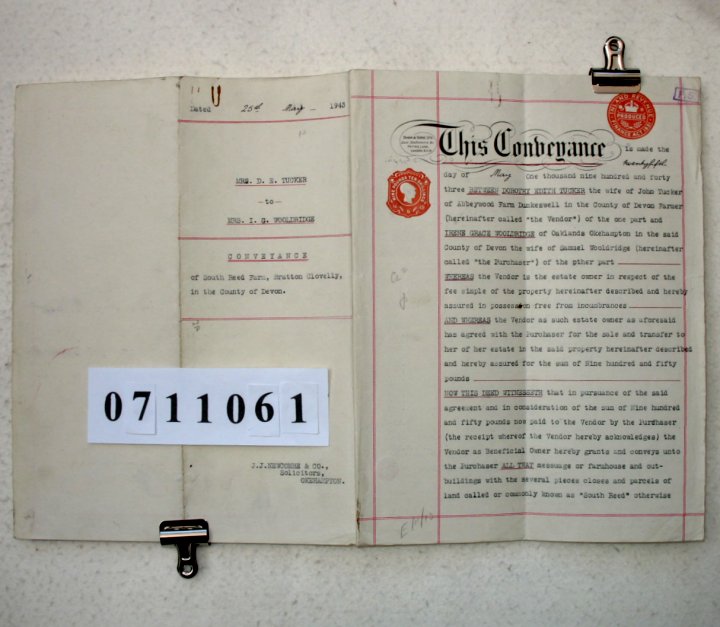 Dated 25th May - 1943
MRS. D. E. TUCKER
-to-
MRS. I. G. WOOLDRIDGE
CONVEYANCE
of South Reed Farm, Bratton Clovelly,
in the County of Devon.
0711061
J.J.NEWCOMBE & CO.,
Solicitors,
OKEHAMPTON.
INLAND REVENUE
PRODUCED
FINANCE ACT 1931
This Conveyance is made the
twentyfifth
day of May One thousand nine hundred and forty
three BETWEEN DOROTHY EDITH TUCKER the wife of John Tucker
of Abbeywood Farm Dunkeswell in the County of Devon Farmer
(hereinafter called "the Vendor") of the one part and
IRENE GRACE WOOLDRIDGE of Oaklands Okehampton in the said
County of Devon the wife of Samuel Wooldridge (hereinafter
called "the Purchaser") of the pther part
WHEREAS the Vendor is the estate owner in respect of the
fee simple of the property hereinafter described and hereby
assured in possession free from incumbrances
AND WHEREAS the Vendor as such estate owner as aforesaid
has agreed with the Purchaser for the sale and transfer to
her of her estate in the said property hereinafter described
and hereby assured for the sum of Nine hundred and fifty
pounds
NOW THIS DEED WITNESSETH that in pursuance of the said
agreement and in consideration of the sum of Nine hundred
and fifty pounds now paid to the Vendor by the Purchaser
(the receipt whereof the Vendor hereby acknowledges) the
Vendor as Beneficial Owner hereby grants and conveys unto
the Purchaser ALL THAT messuage or farmhouse and out-
buildings with the several pieces closes and parcels of
land called or commonly known as "South Reed" otherwise